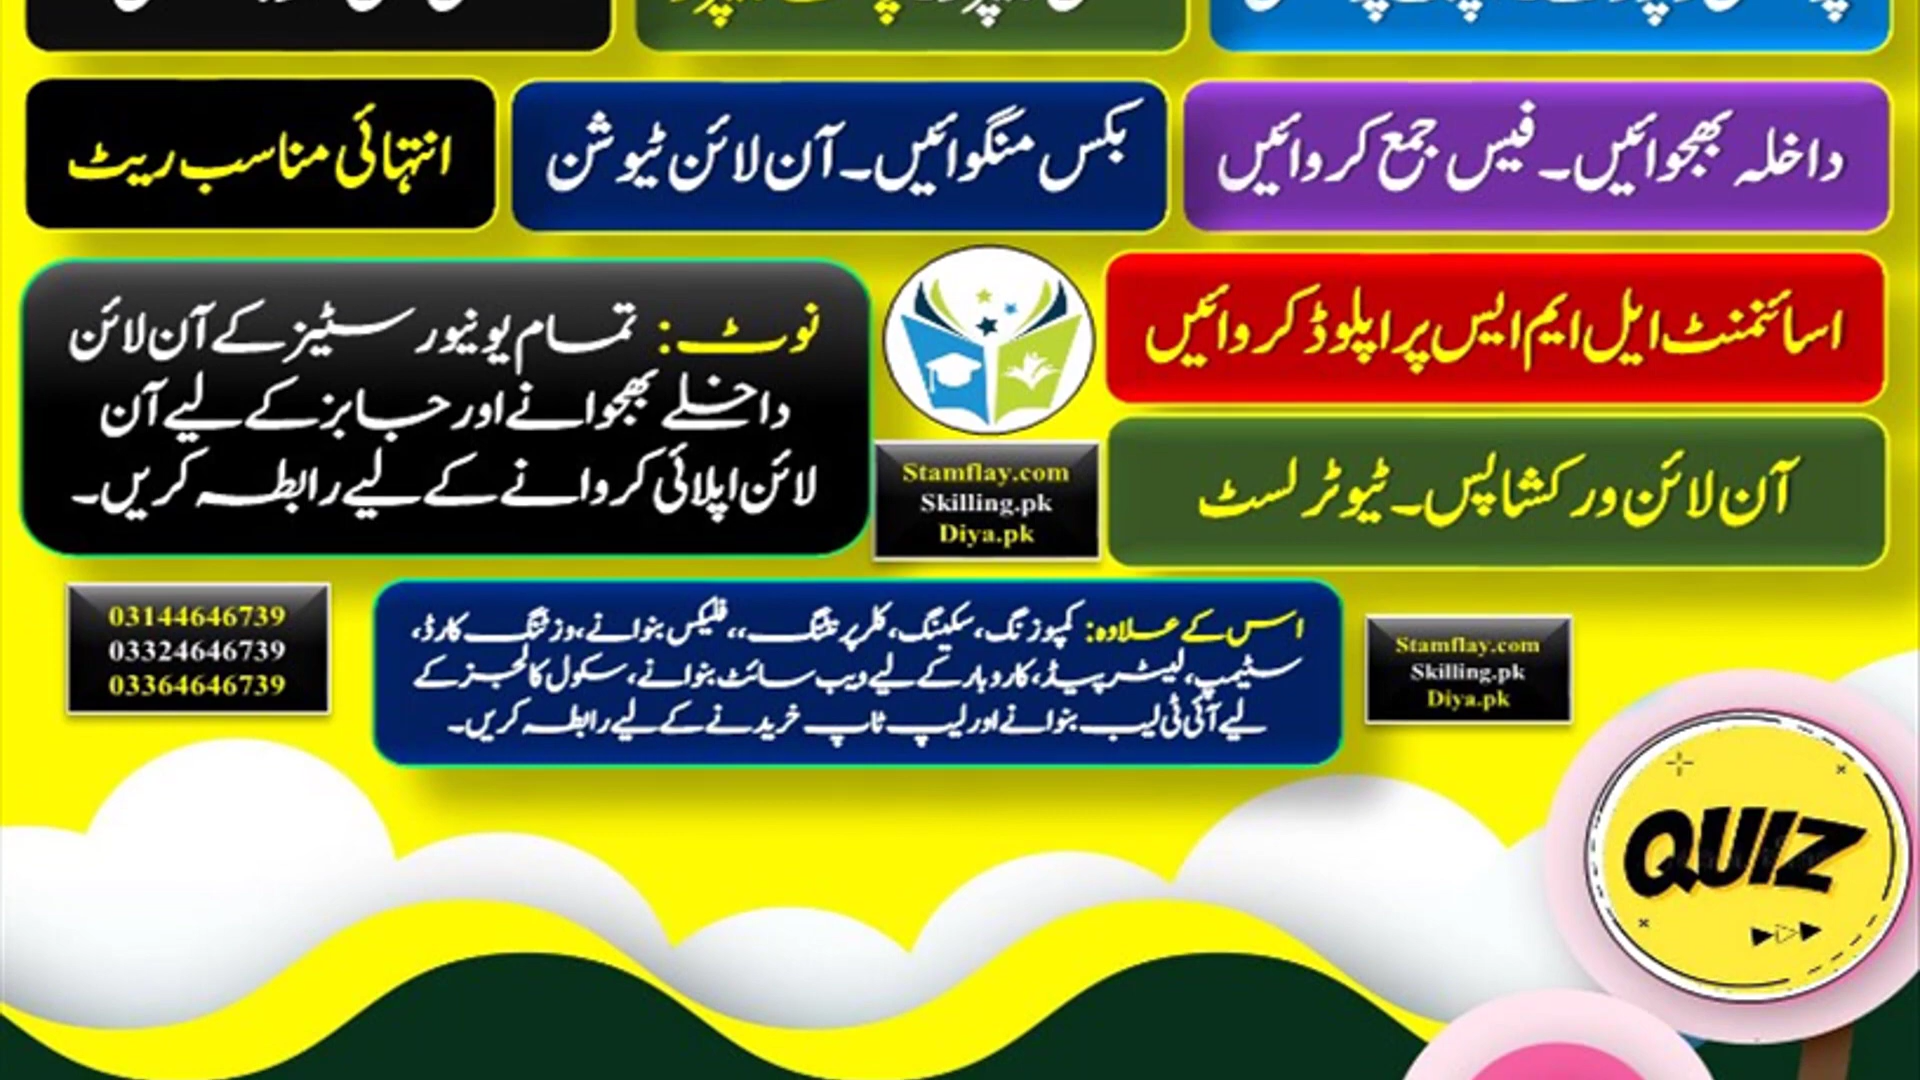 داخلہ بھجوائیں۔ فیس جمع کروائیں
بکس منگوائیں۔ آن لائن ٹیوشن
انتہائی مناسب ریٹ
اسائنمنٹ ایل ایم ایس پر اپلوڈ کروائیں
آن لائن ورکشاپس۔ ٹیوٹر لسٹ
Stamflay.com
Skilling.pk
Diya.pk
نوٹ: تمام یونیورسٹیز کے آن لائن
داخلے بھجوانے اور جابز کے لیے آن
لائن اپلائی کروانے کے لیے رابطہ کریں۔
03144646739
03324646739
03364646739
اس کے علاوہ: کمپوزنگ، سکیننگ، کلر پرنٹنگ،، فلیکس بنوانے، وزٹنگ کارڈ،
سٹیمپ، لیٹر پیڈ، کاروبار کے لیے ویب سائٹ بنوانے، سکول کالجز کے
لیے آئی ٹی لیب بنوانے اور لیپ ٹاپ خریدنے کے لیے رابطہ کریں۔
Stamflay.com
Skilling.pk
Diya.pk
QUIZ